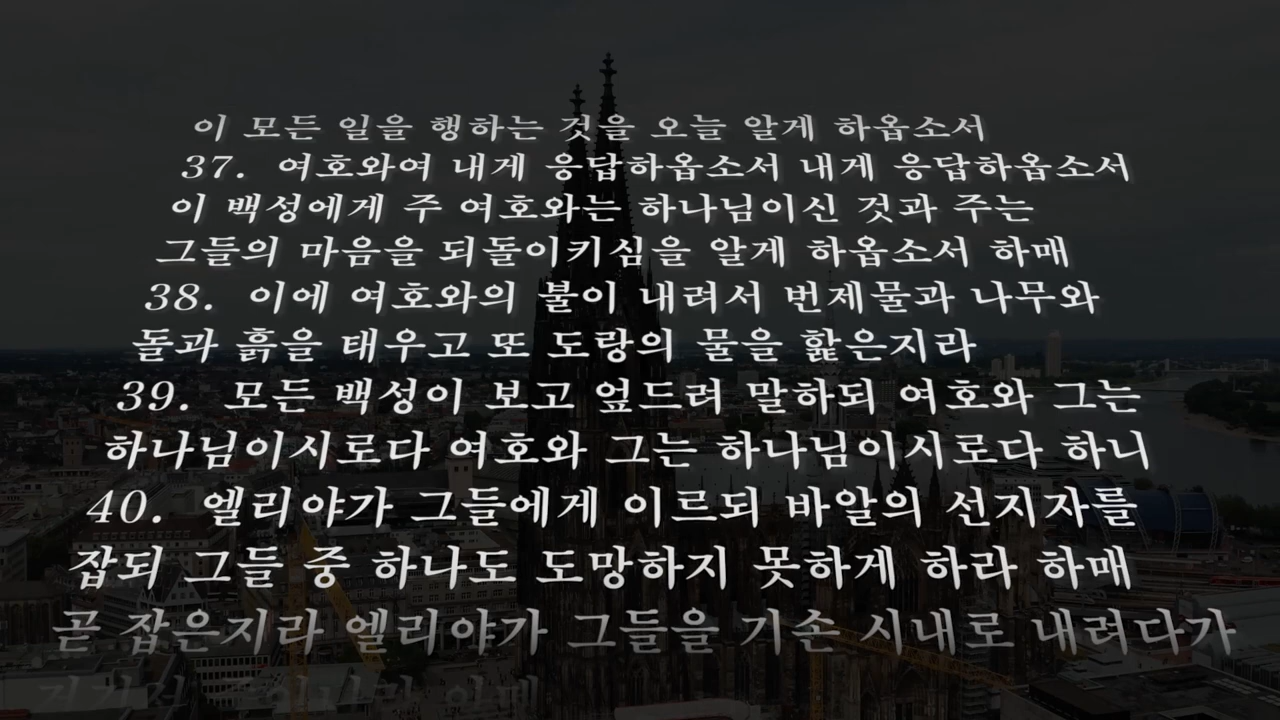 이 모든 일을 행하는 것을 오늘 알게 하옵소서
37. 여호와여 내게 응답하옵소서 내게 응답하옵소서
이 백성에게 주 여호와는 하나님이신 것과 주는
그들의 마음을 되돌이키심을 알게 하옵소서 하매
38. 이에 여호와의 불이 내려서 번제물과 나무와
돌과 흙을 태우고 또 도랑의 물을 핥은지라
39. 모든 백성이 보고 엎드려 말하되 여호와 그는
하나님이시로다 여호와 그는 하나님이시로다 하니
40. 엘리야가 그들에게 이르되 바알의 선지자를
잡되 그들 중 하나도 도망하지 못하게 하라 하매
곧 잡은지라 엘리야가 그들을 기손 시내로 내려다가